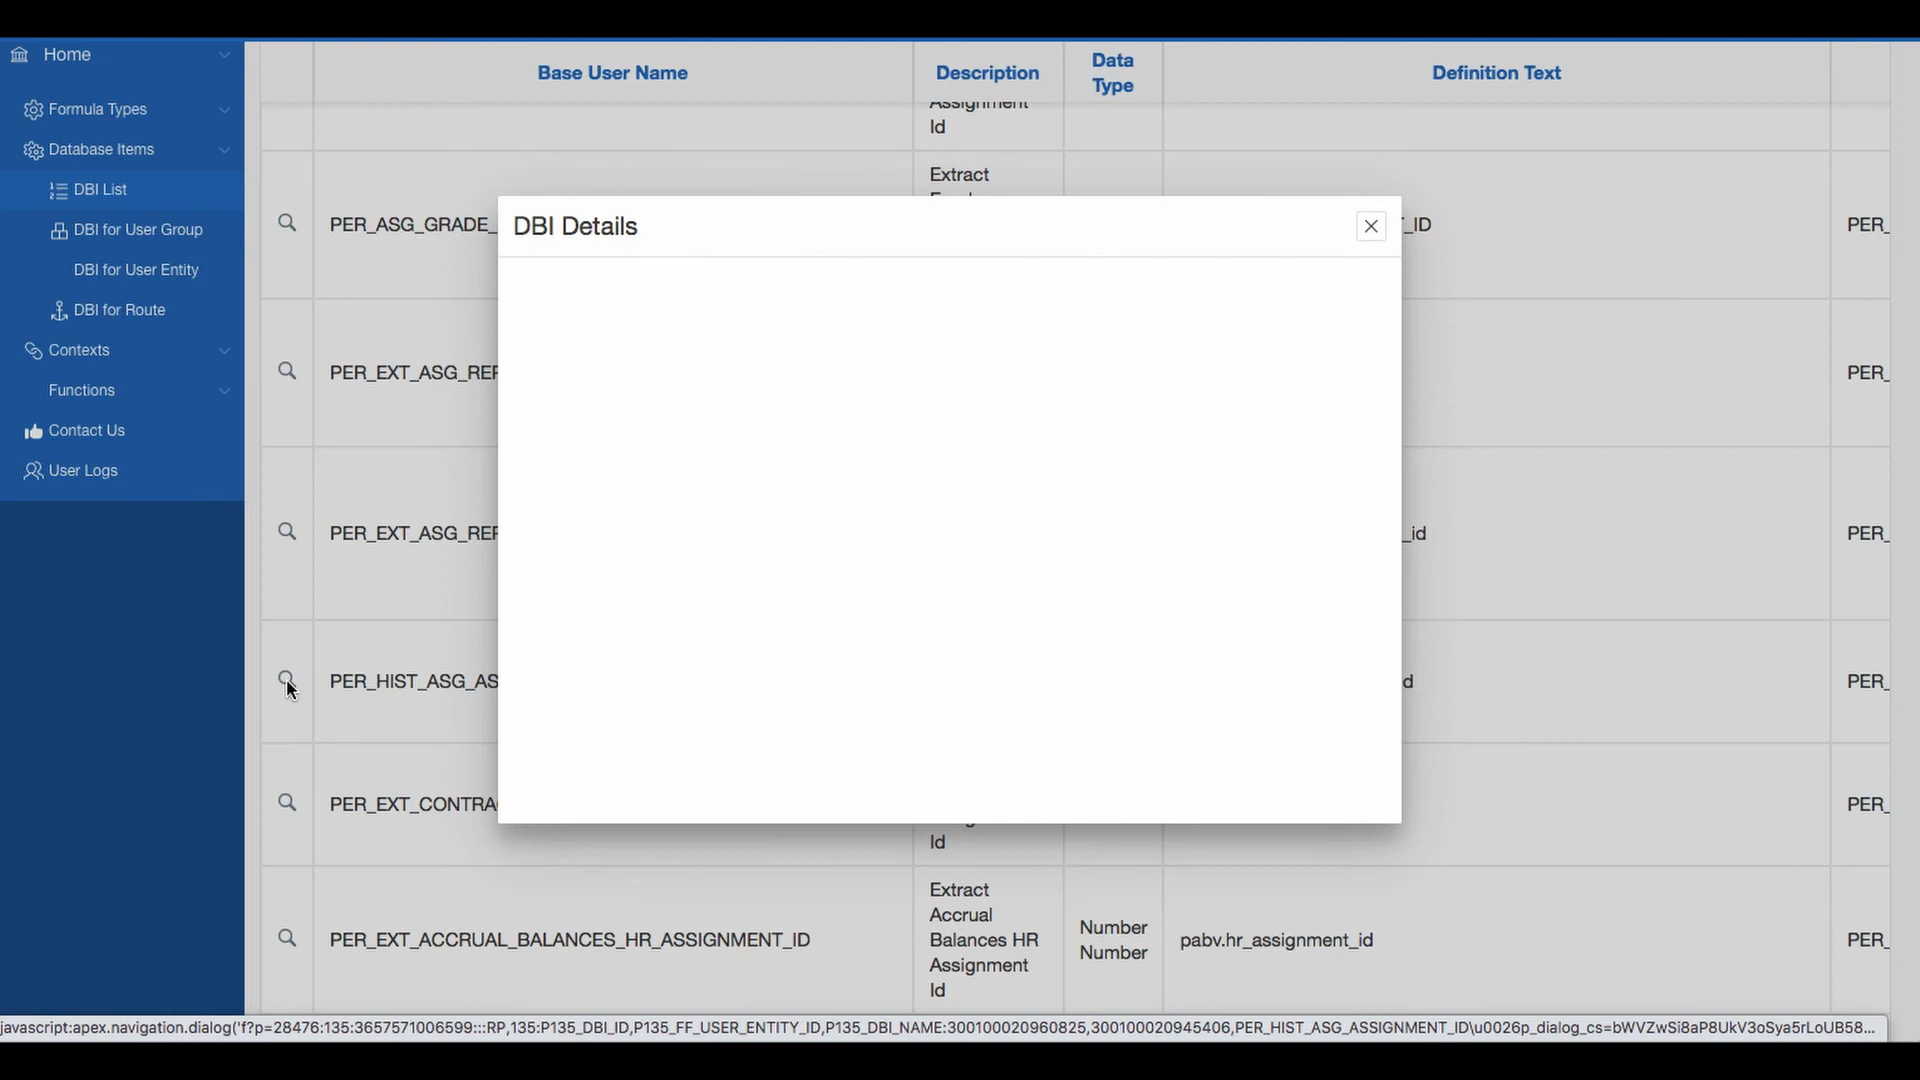 Home
Formula Types
Database Items
DBI List
DBI for User Group
DBI for User Entity
DBI for Route
Contexts
Functions
Contact Us
User Logs
Base User Name
Description
Data
Type
Definition Text
Assignment
Id
Extract
PER_ASG_GRADE_
_ID
PER_
DBI Details
PER_EXT_ASG_REP
PER_
PER_EXT_ASG_REP
_id
PER_
PER_HIST_ASG_AS
d
PER_
PER_EXT_CONTRA
PER_
Id
PER_EXT_ACCRUAL_BALANCES_HR_ASSIGNMENT_ID
Extract
Accrual
Balances HR
Assignment
Id
Number
Number
pabv.hr_assignment_id
PER_
javascript:apex.navigation.dialog('f?p=28476:135:3657571006599:::RP,135:P135_DBI_ID,P135_FF_USER_ENTITY_ID,P135_DBI_NAME:300100020960825,300100020945406,PER_HIST_ASG_ASSIGNMENT_ID\u0026p_dialog_cs=bWVZwSi8aP8UkV3oSya5rLoUB58...